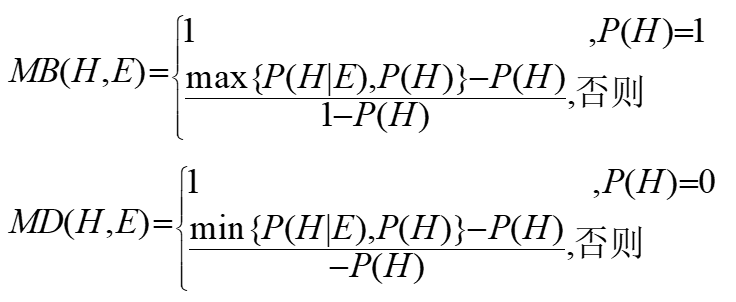 1 ,P(H)=1
MB(H,E)=
max{P(H|E),P(H)}−P(H)
1−P(H) ,否则
1 ,P(H)=0
MD(H,E)=
min{P(H|E),P(H)}−P(H)
−P(H) ,否则